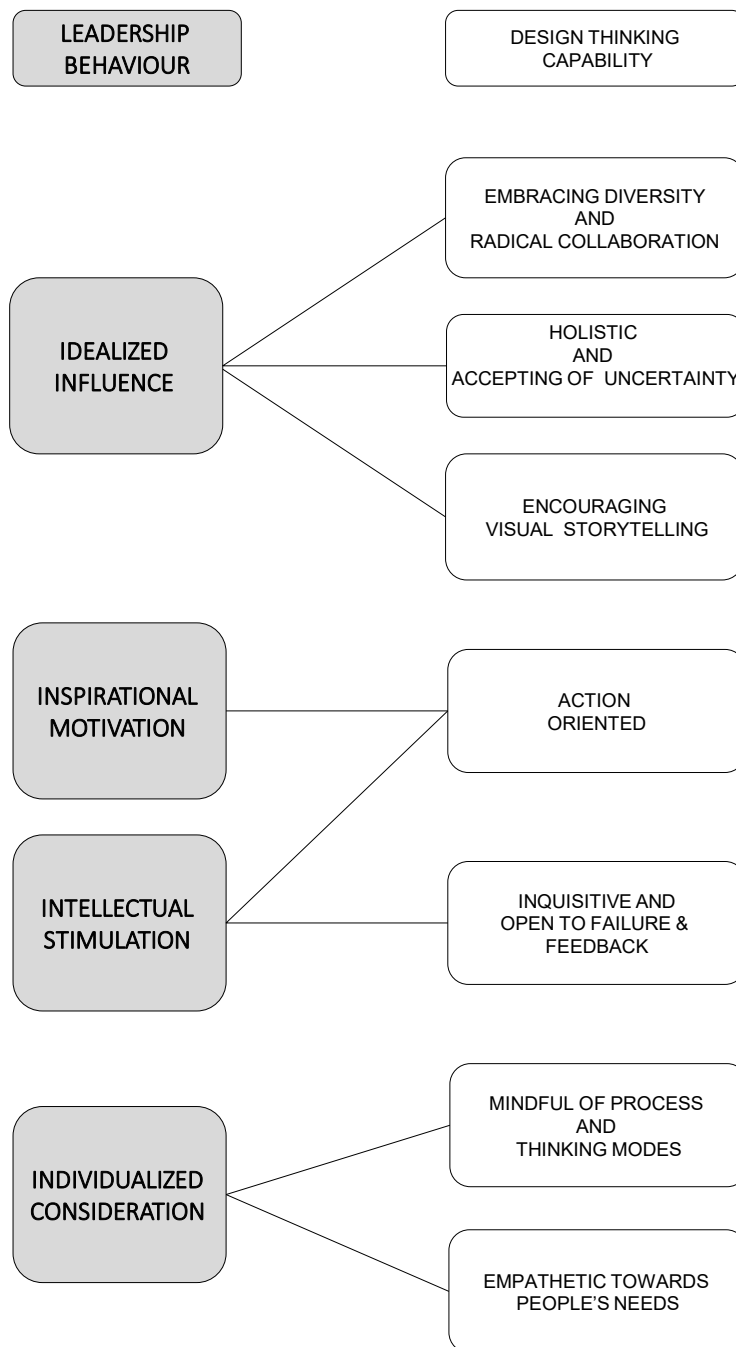 LEADERSHIP
BEHAVIOUR
DESIGN THINKING
CAPABILITY
EMBRACING DIVERSITY
AND
RADICAL COLLABORATION
IDEALIZED
INFLUENCE
HOLISTIC
AND
ACCEPTING OF UNCERTAINTY
ENCOURAGING
VISUAL STORYTELLING
INSPIRATIONAL
MOTIVATION
ACTION
ORIENTED
INTELLECTUAL
STIMULATION
INQUISITIVE AND
OPEN TO FAILURE &
FEEDBACK
INDIVIDUALIZED
CONSIDERATION
MINDFUL OF PROCESS
AND
THINKING MODES
EMPATHETIC TOWARDS
PEOPLE’S NEEDS